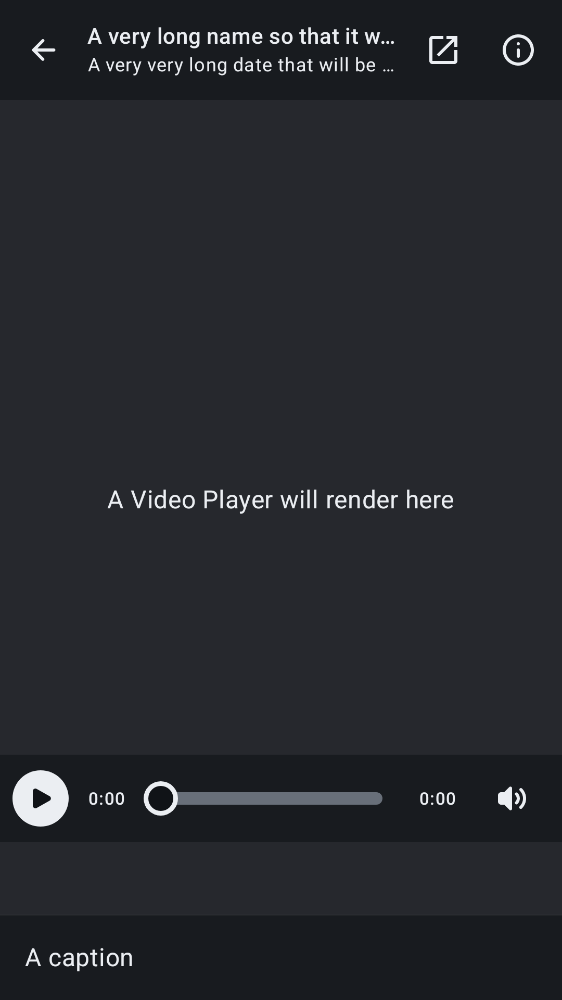 A very long name so that it w…
A very very long date that will be …
A Video Player will render here
0:00
0:00
A caption